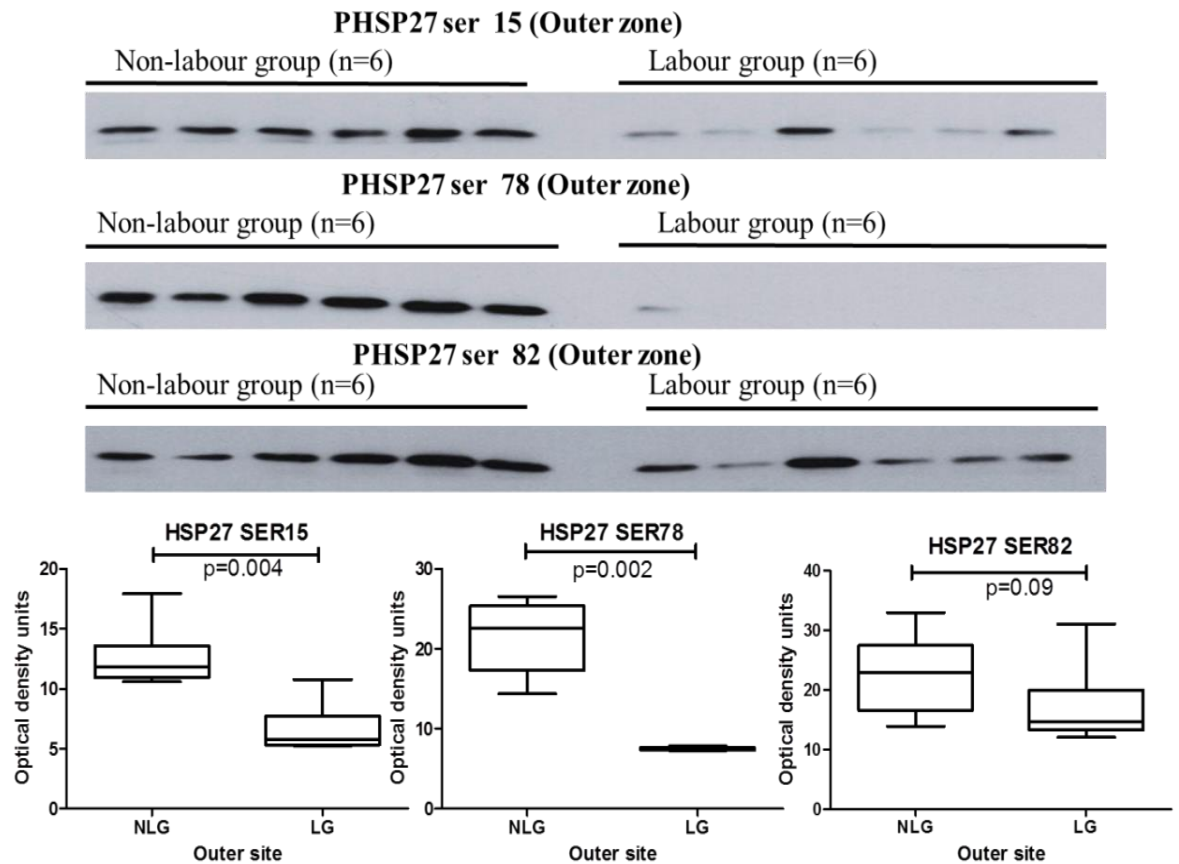 PHSP27 ser 15 (Outer zone)
Non-labour group (n=6) Labour group (n=6)
PHSP27 ser 78 (Outer zone)
Non-labour group (n=6) Labour group (n=6)
PHSP27 ser 82 (Outer zone)
Non-labour group (n=6) Labour group (n=6)
HSP27 SER15
p=0.004
Optical density units
20
15
10
5
0
NLG LG
Outer site
HSP27 SER78
p=0.002
Optical density units
30
20
10
0
NLG LG
Outer site
HSP27 SER82
p=0.09
Optical density units
40
30
20
10
0
NLG LG
Outer site